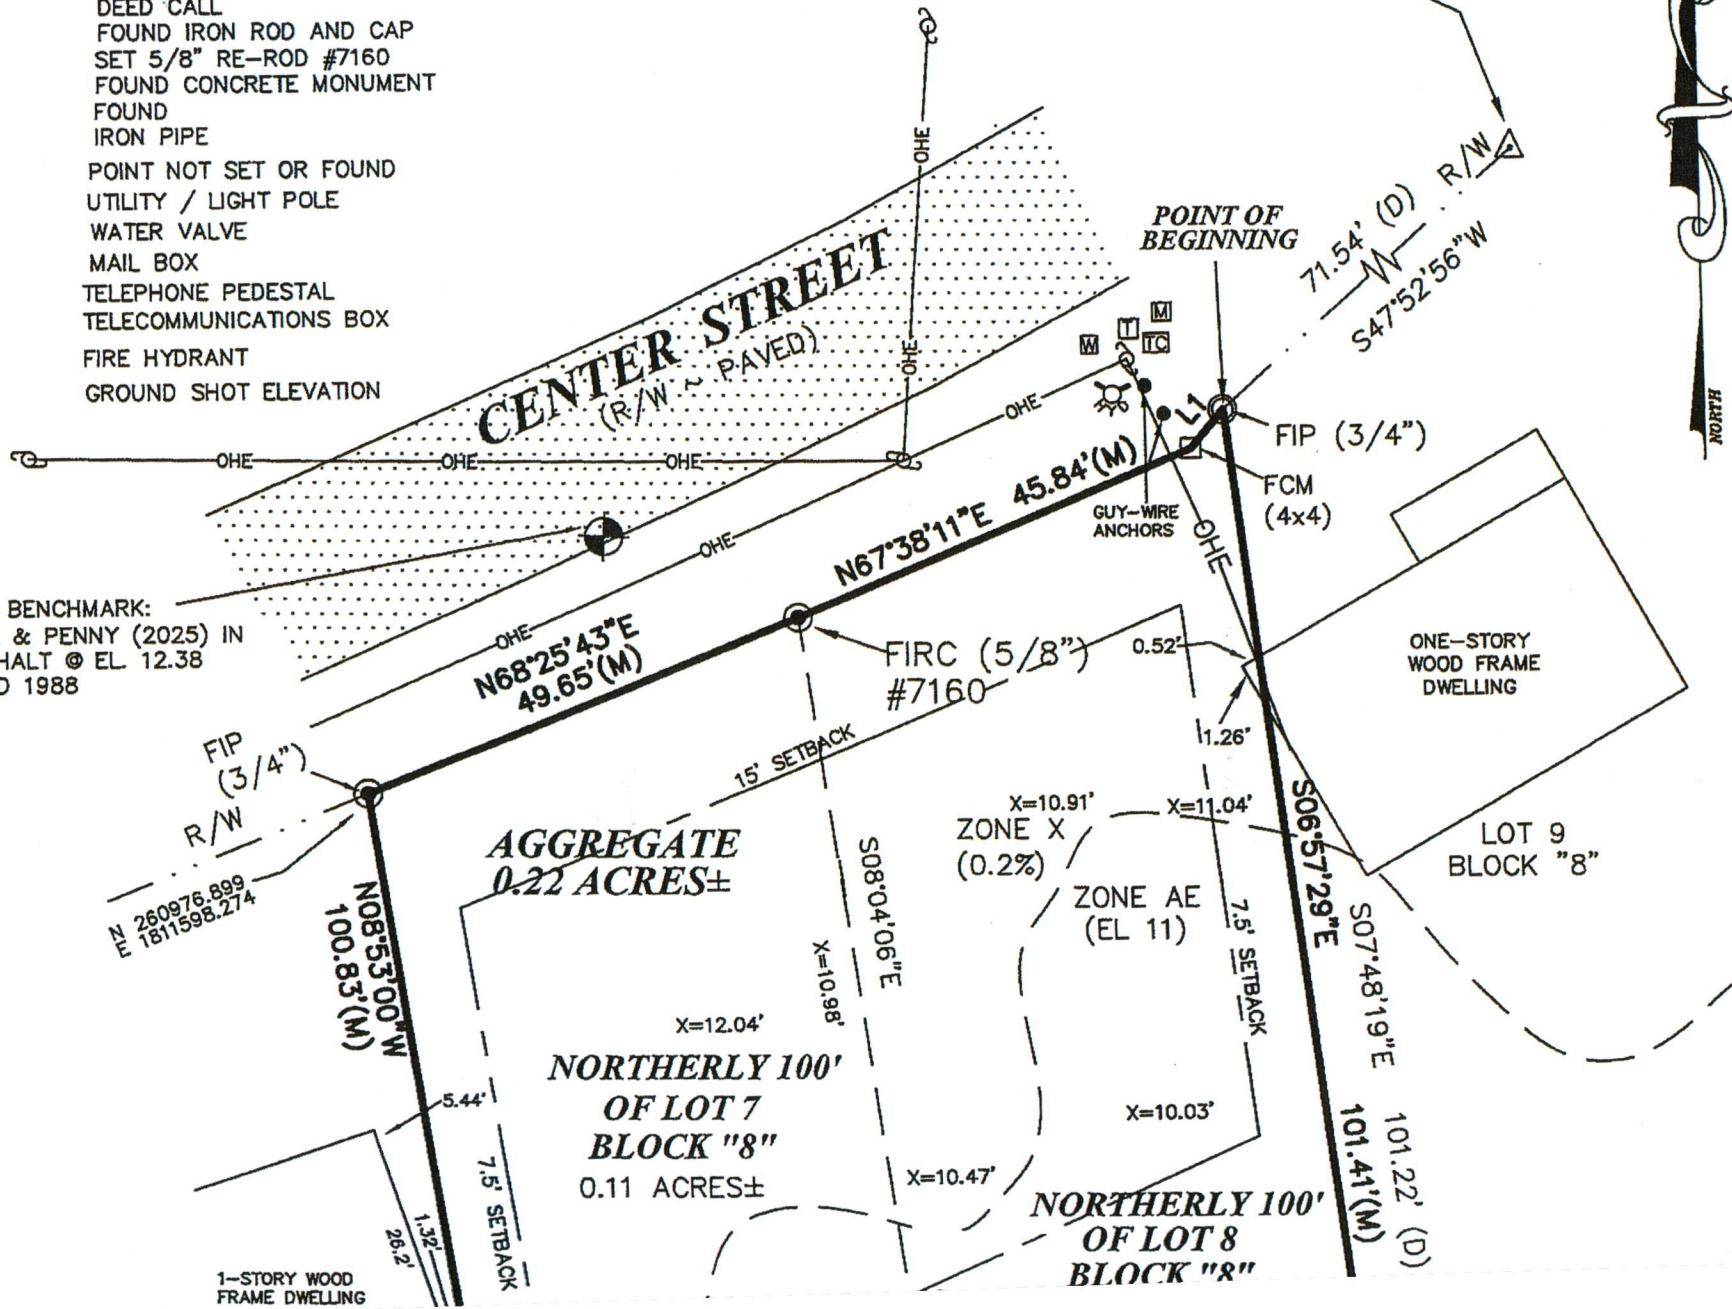 DEED CALL
FOUND IRON ROD AND CAP
SET 5/8" RE-ROD #7160
FOUND CONCRETE MONUMENT
FOUND
IRON PIPE
POINT NOT SET OR FOUND
UTILITY / LIGHT POLE
WATER VALVE
MAIL BOX
TELEPHONE PEDESTAL
TELECOMMUNICATIONS BOX
FIRE HYDRANT
GROUND SHOT ELEVATION
OHE
OHE
R/W
71.54' (D)
S47°52'56"W
NORTH
POINT OF
BEGINNING
CENTER STREET
(R/W ~ PAVED)
M
T
W
TC
OHE
OHE
OHE
OHE
OHE
OHE
OHE
L1
FIP (3/4")
FCM
(4x4)
GUY-WIRE
ANCHORS
OHE
N67°38'11"E 45.84'(M)
BENCHMARK:
& PENNY (2025) IN
HALT @ EL. 12.38
1988
N68°25'43"E
49.65'(M)
FIRC (5/8")
#7160
0.52'
1.26'
ONE-STORY
WOOD FRAME
DWELLING
FIP
(3/4")
R/W
N 260976.899
E 1811598.274
15' SETBACK
AGGREGATE
0.22 ACRES±
X=10.91'
X=11.04'
ZONE X
(0.2%)
ZONE AE
(EL 11)
LOT 9
BLOCK "8"
N08°53'00"W
100.83'(M)
S08°04'06"E
X=10.98'
7.5' SETBACK
S06°57'29"E
101.41'(M)
S07°48'19"E 101.22' (D)
X=12.04'
NORTHERLY 100'
OF LOT 7
BLOCK "8"
0.11 ACRES±
X=10.03'
X=10.47'
5.44'
7.5' SETBACK
1.32'
26.2'
NORTHERLY 100'
OF LOT 8
BLOCK "8"
1-STORY WOOD
FRAME DWELLING